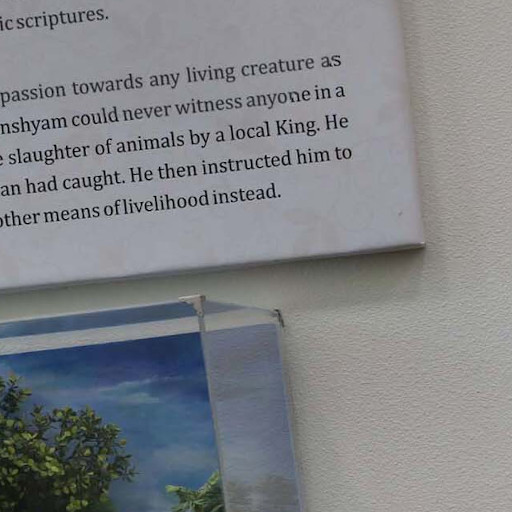 ic scriptures.
passion towards any living creature as
nshyam could never witness anyone in a
e slaughter of animals by a local King. He
an had caught. He then instructed him to
other means of livelihood instead.